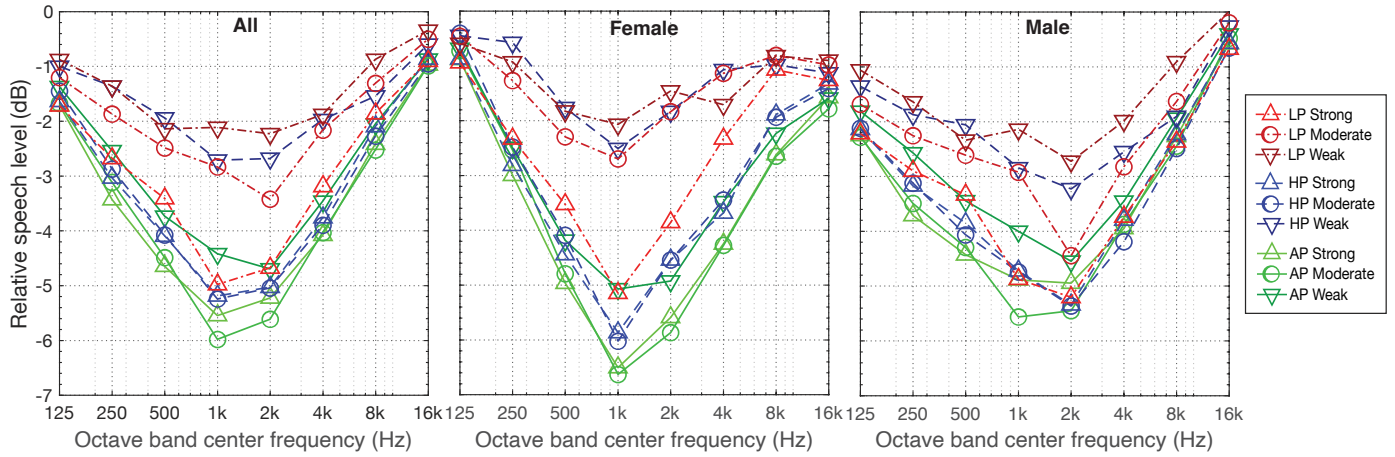 All
Female
Male
Relative speech level (dB)
0
-1
-2
-3
-4
-5
-6
-7
125 250 500 1k 2k 4k 8k 16k
125 250 500 1k 2k 4k 8k 16k
125 250 500 1k 2k 4k 8k 16k
Octave band center frequency (Hz)
Octave band center frequency (Hz)
Octave band center frequency (Hz)
LP Strong
LP Moderate
LP Weak
HP Strong
HP Moderate
HP Weak
AP Strong
AP Moderate
AP Weak